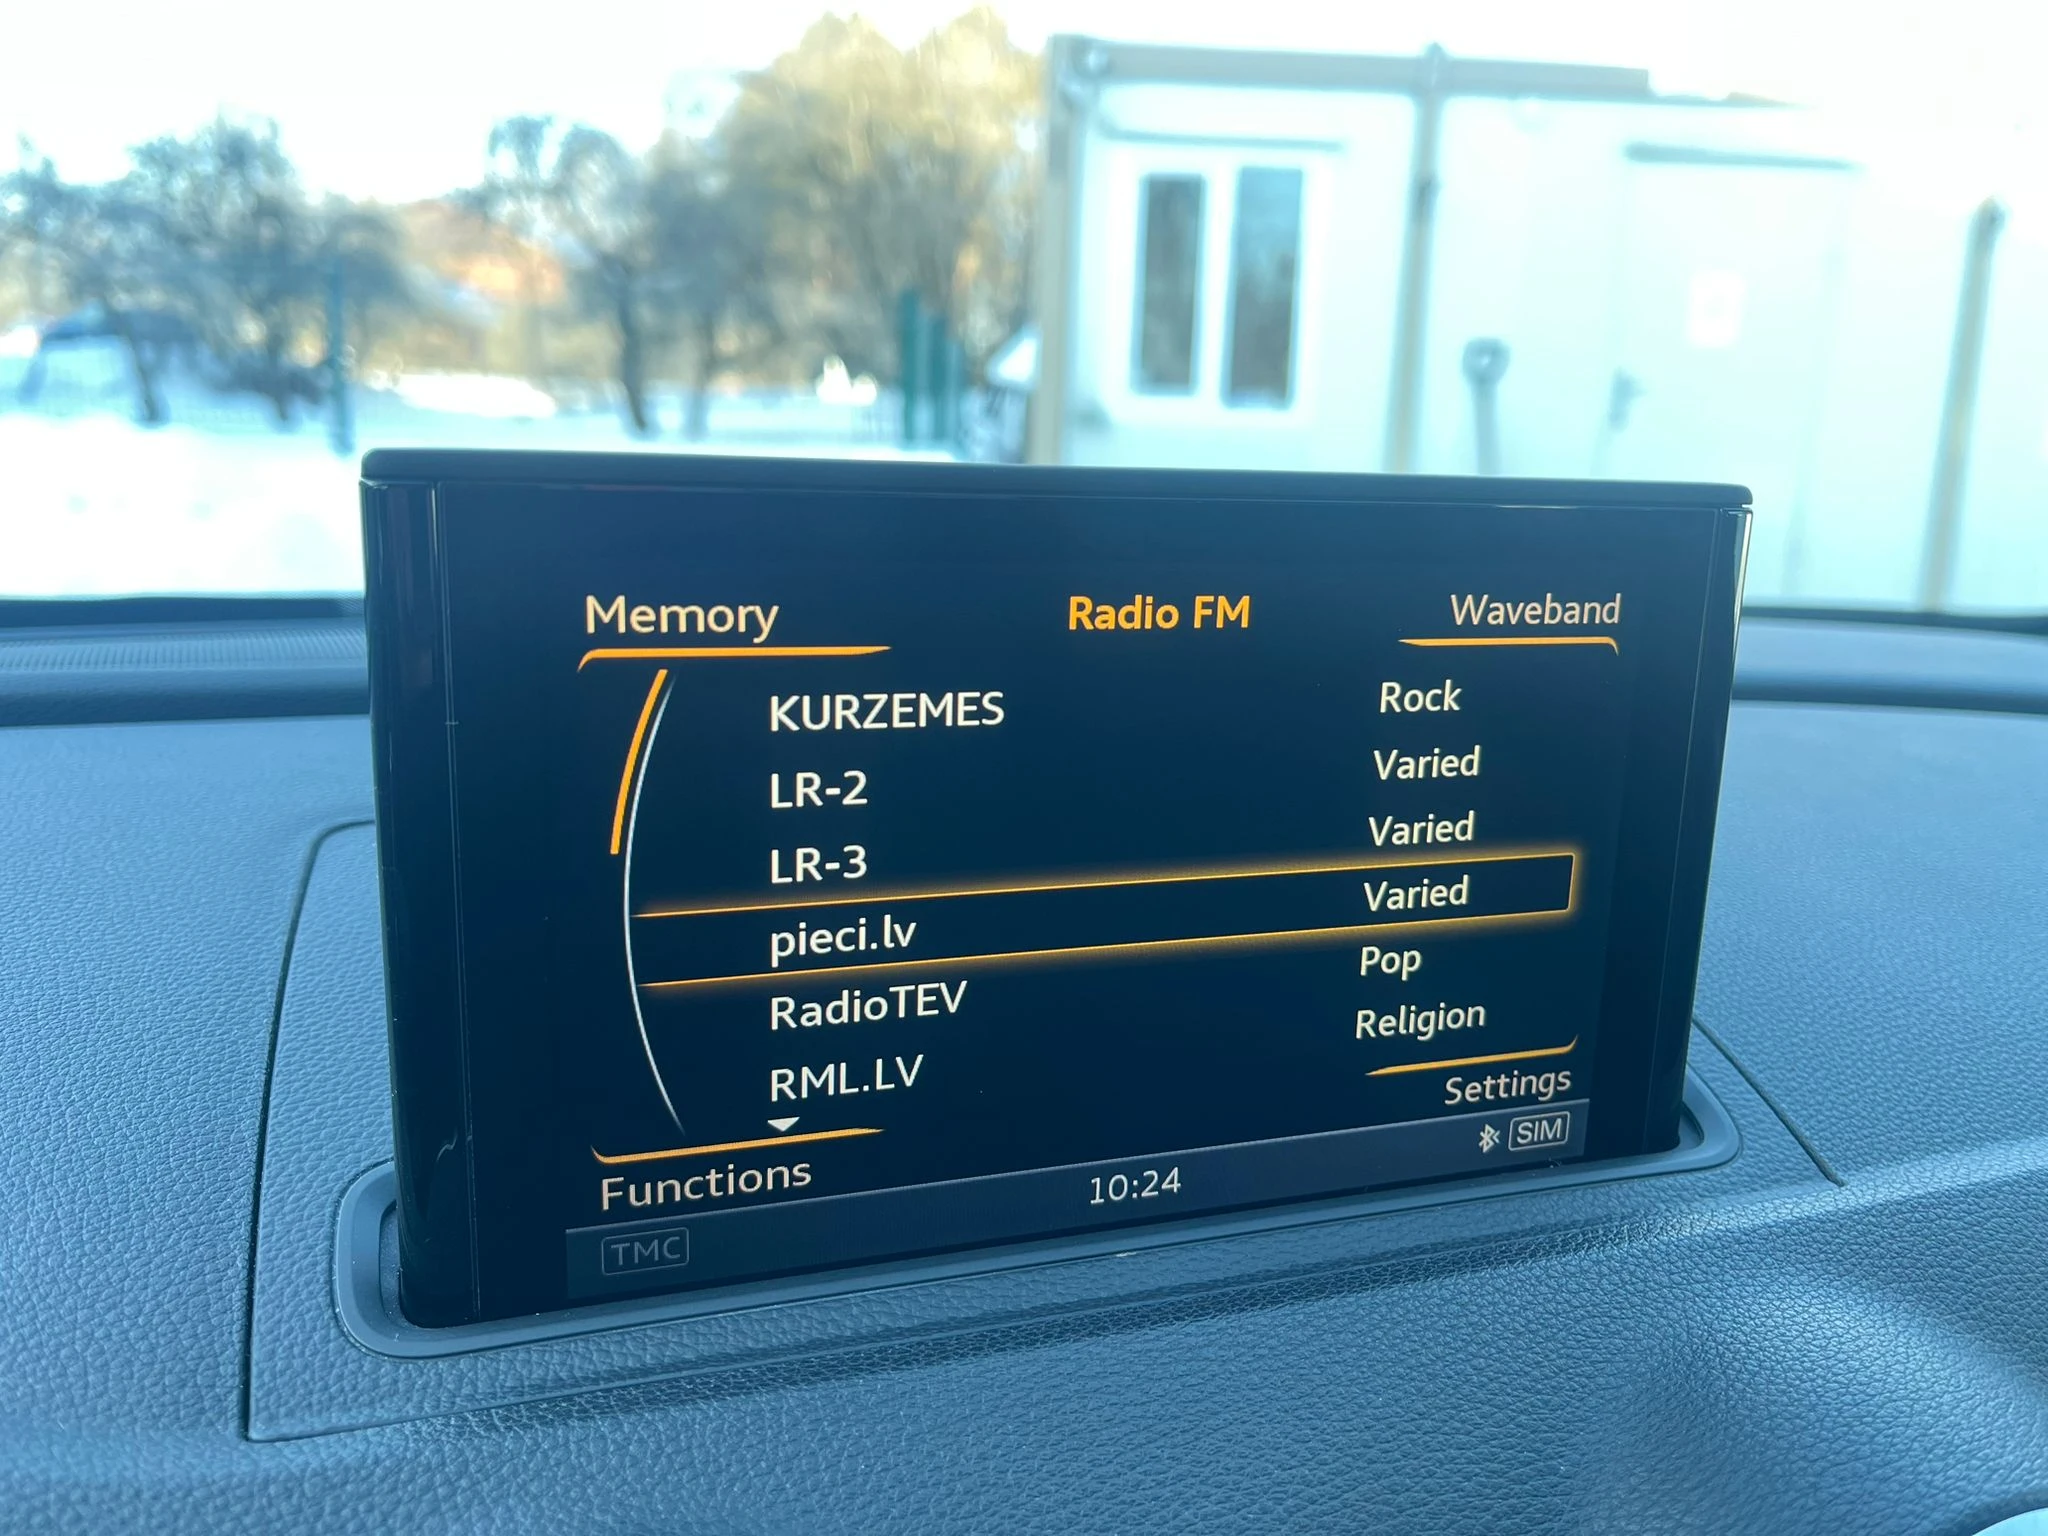 Memory Radio FM Waveband
KURZEMES Rock
LR-2 Varied
LR-3 Varied
pieci.lv Varied
RadioTEV Pop
RML.LV Religion
Functions Settings
TMC 10:24 SIM